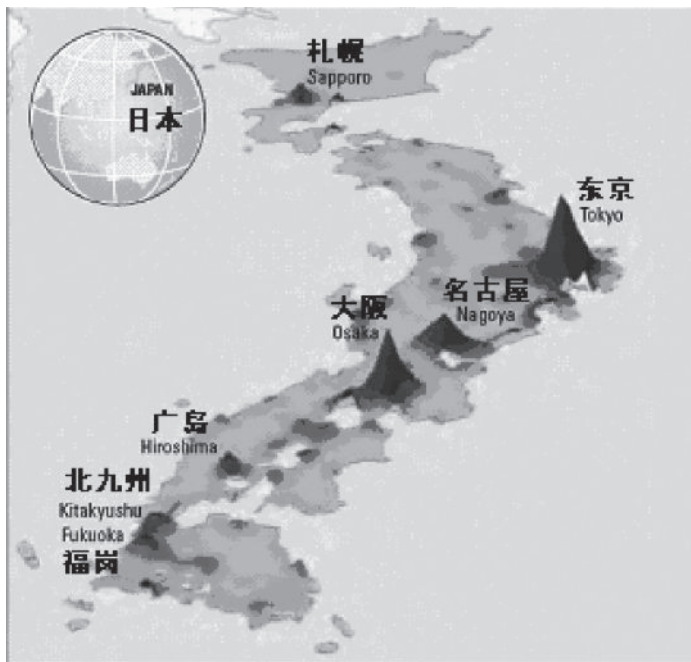 札幌
Sapporo
JAPAN
日本
东京
Tokyo
名古屋
Nagoya
大阪
Osaka
广岛
Hiroshima
北九州
Kitakyushu
Fukuoka
福岗